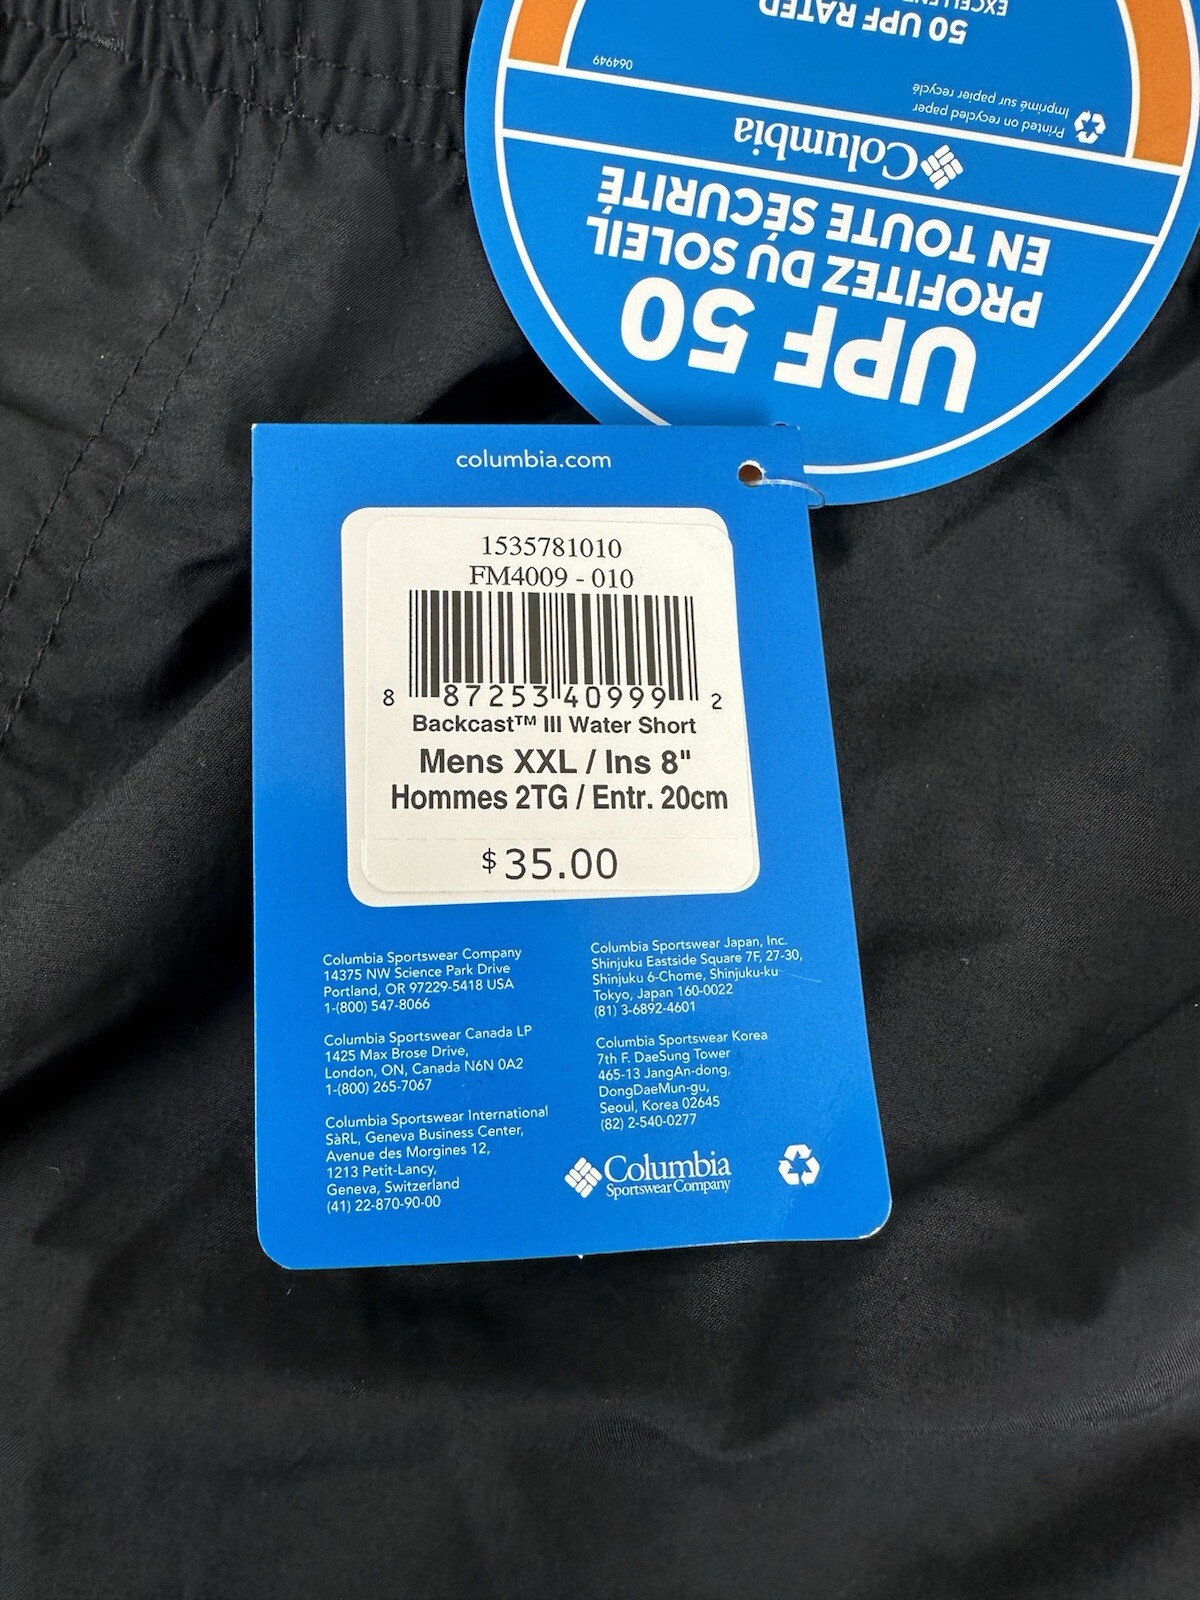 EXCELLENT
50 UPF RATED
064949
Printed on recycled paper
Imprimé sur papier recyclé
Columbia
UPF 50
PROFITEZ DU SOLEIL
EN TOUTE SÉCURITÉ
columbia.com
1535781010
FM4009 - 010
8 87253 40999 2
Backcast™ III Water Short
Mens XXL / Ins 8"
Hommes 2TG / Entr. 20cm
$35.00
Columbia Sportswear Company
14375 NW Science Park Drive
Portland, OR 97229-5418 USA
1-(800) 547-8066
Columbia Sportswear Canada LP
1425 Max Brose Drive,
London, ON, Canada N6N 0A2
1-(800) 265-7067
Columbia Sportswear International
SàRL, Geneva Business Center,
Avenue des Morgines 12,
1213 Petit-Lancy,
Geneva, Switzerland
(41) 22-870-90-00
Columbia Sportswear Japan, Inc.
Shinjuku Eastside Square 7F, 27-30,
Shinjuku 6-Chome, Shinjuku-ku
Tokyo, Japan 160-0022
(81) 3-6892-4601
Columbia Sportswear Korea
7th F. DaeSung Tower
465-13 JangAn-dong,
DongDaeMun-gu,
Seoul, Korea 02645
(82) 2-540-0277
Columbia
Sportswear Company